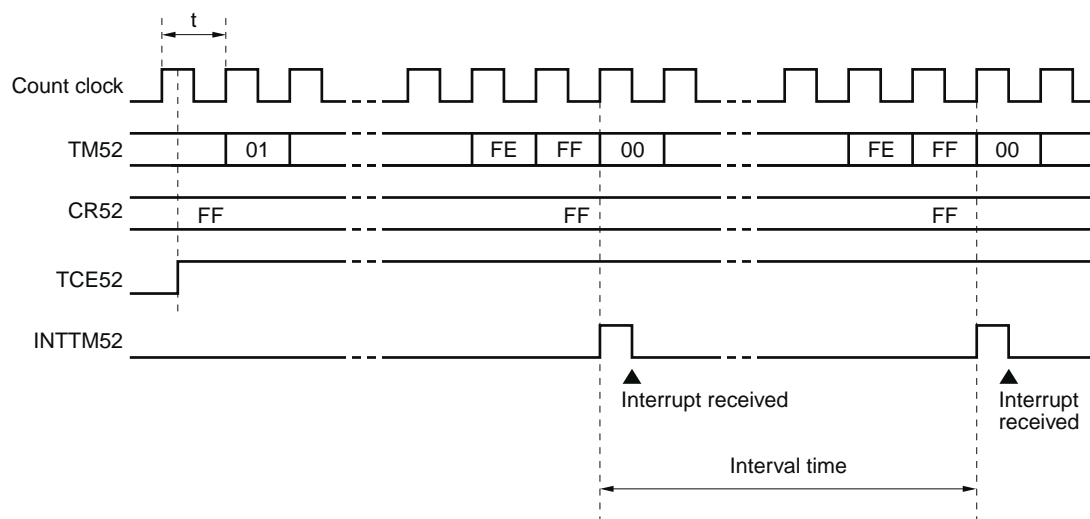 t
Count clock
TM52 01 FE FF 00 FE FF 00
CR52 FF FF FF
TCE52
INTTM52
Interrupt received
Interrupt
received
Interval time